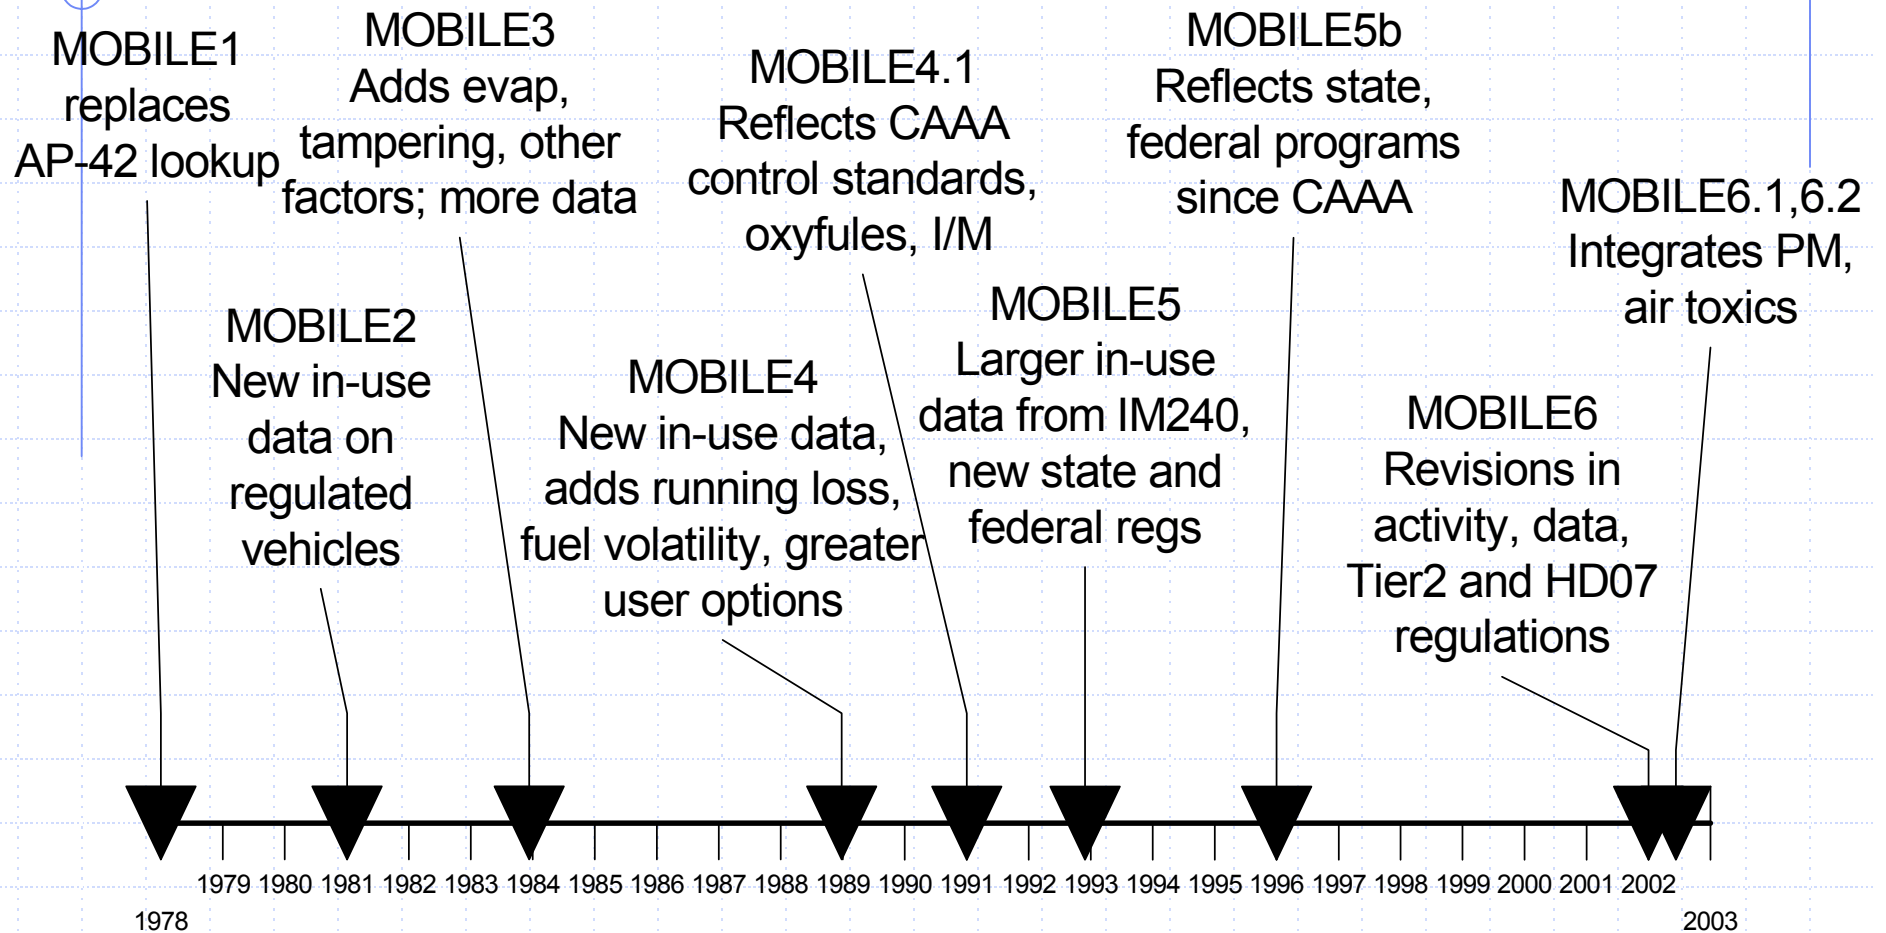 MOBILE1
replaces
AP-42 lookup
MOBILE3
Adds evap,
tampering, other
factors; more data
MOBILE4.1
Reflects CAAA
control standards,
oxyfules, I/M
MOBILE5b
Reflects state,
federal programs
since CAAA
MOBILE6.1,6.2
Integrates PM,
air toxics
MOBILE2
New in-use
data on
regulated
vehicles
MOBILE4
New in-use data,
adds running loss,
fuel volatility, greater
user options
MOBILE5
Larger in-use
data from IM240,
new state and
federal regs
MOBILE6
Revisions in
activity, data,
Tier2 and HD07
regulations
1979 1980 1981 1982 1983 1984 1985 1986 1987 1988 1989 1990 1991 1992 1993 1994 1995 1996 1997 1998 1999 2000 2001 2002
1978 2003